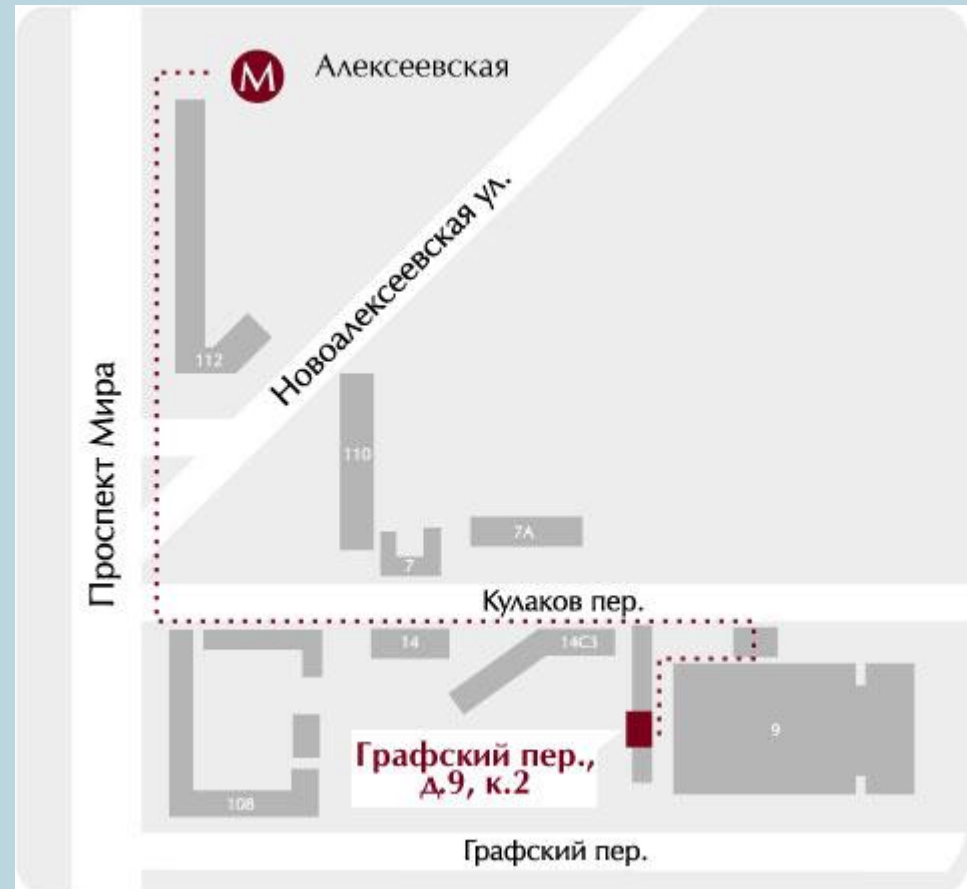 М
Алексеевская
Новоалексеевская ул.
112
Проспект Мира
110
7А
7
Кулаков пер.
14
14С3
9
Графский пер.,
д.9, к.2
108
Графский пер.